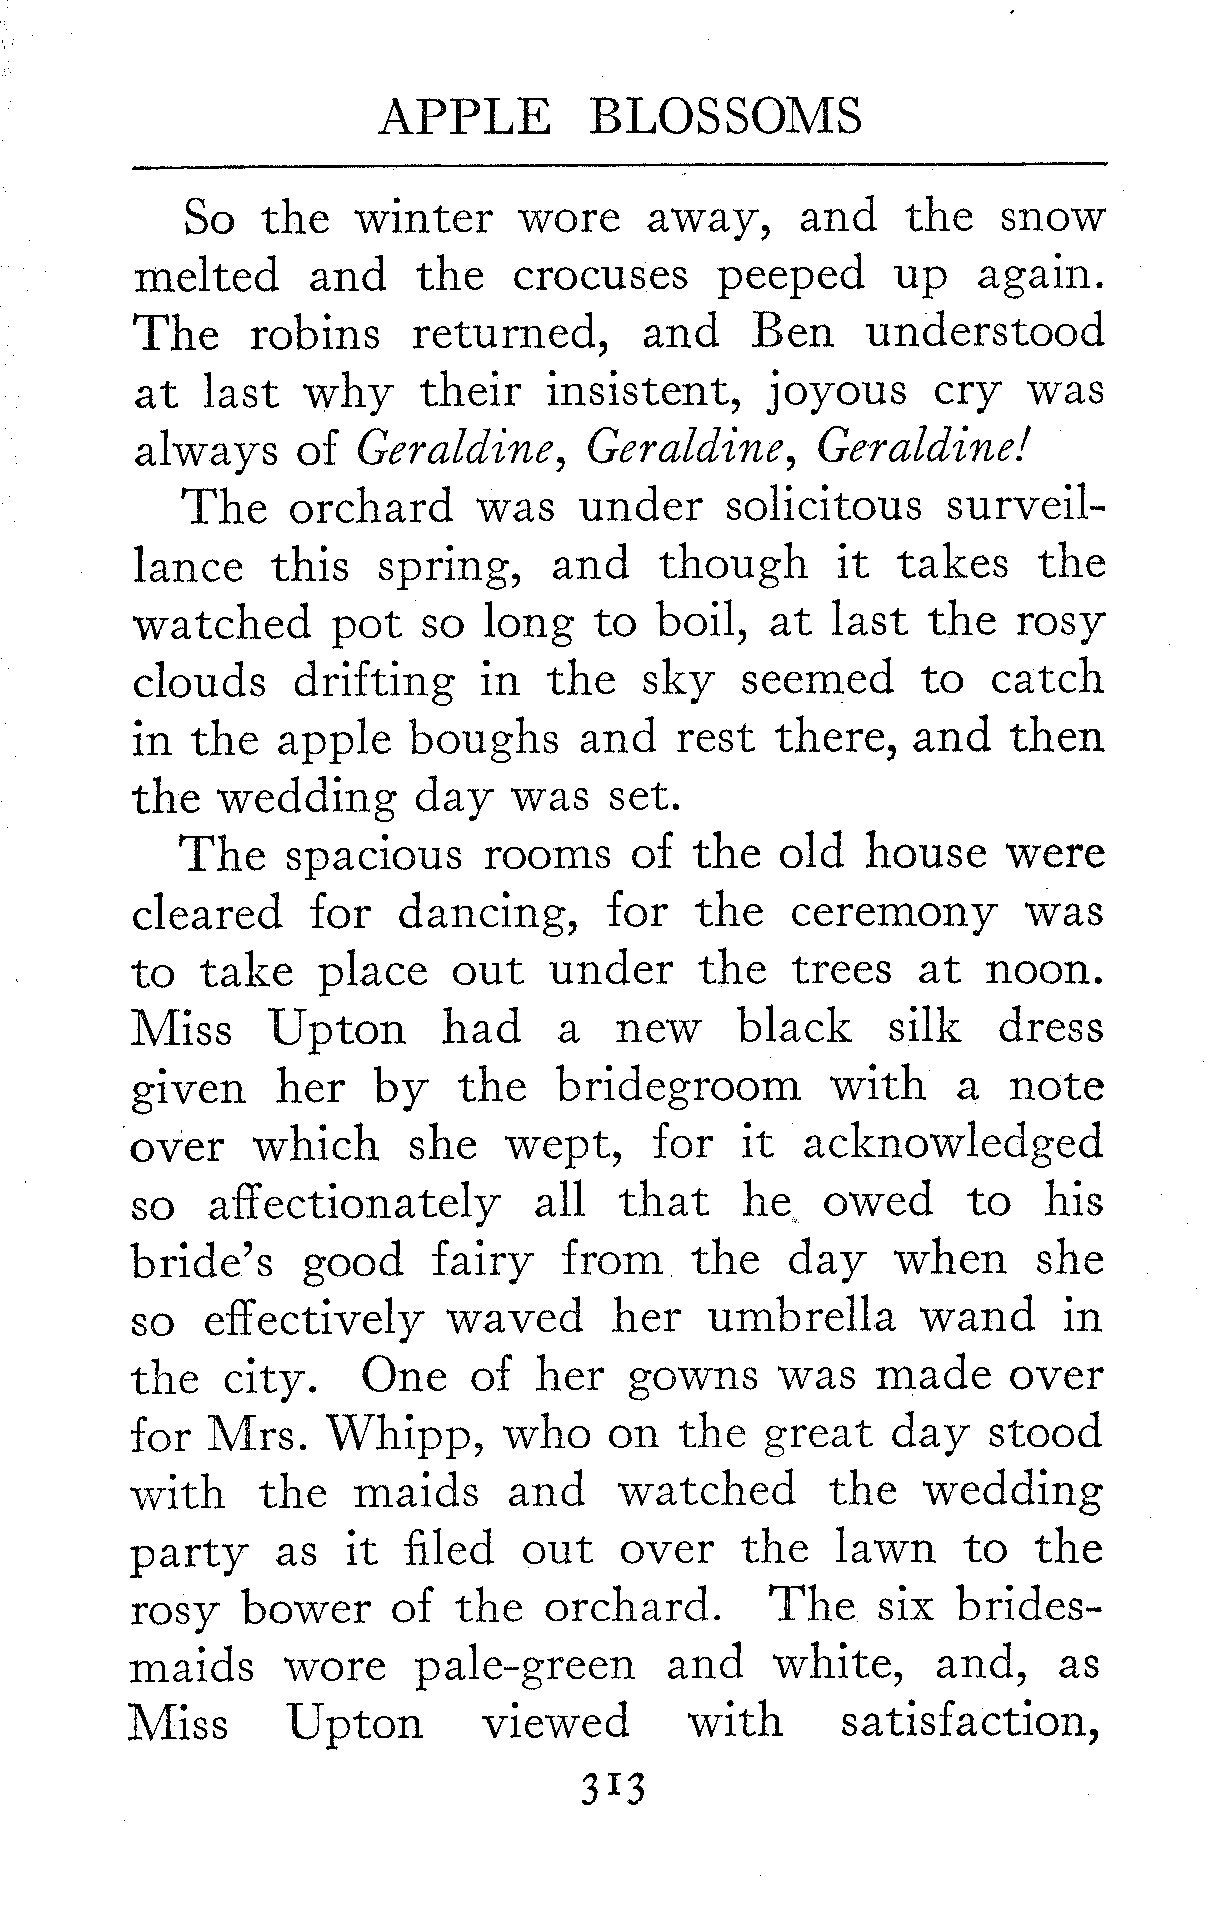 APPLE BLOSSOMS
So the winter wore away, and the snow
melted and the crocuses peeped up again.
The robins returned, and Ben understood
at last why their insistent, joyous cry was
always of Geraldine, Geraldine, Geraldine!
The orchard was under solicitous surveil-
lance this spring, and though it takes the
watched pot so long to boil, at last the rosy
clouds drifting in the sky seemed to catch
in the apple boughs and rest there, and then
the wedding day was set.
The spacious rooms of the old house were
cleared for dancing, for the ceremony was
to take place out under the trees at noon.
Miss Upton had a new black silk dress
given her by the bridegroom with a note
over which she wept, for it acknowledged
so affectionately all that he owed to his
bride's good fairy from the day when she
so effectively waved her umbrella wand in
the city. One of her gowns was made over
for Mrs. Whipp, who on the great day stood
with the maids and watched the wedding
party as it filed out over the lawn to the
rosy bower of the orchard. The six brides-
maids wore pale-green and white, and, as
Miss Upton viewed with satisfaction,
313